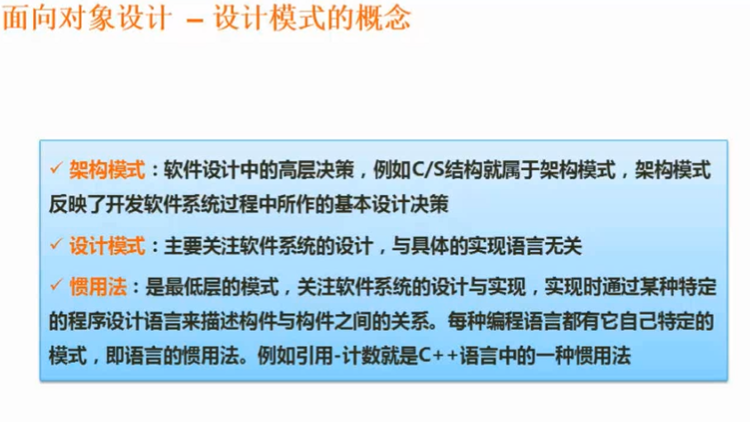 面向对象设计 – 设计模式的概念
✓ 架构模式：软件设计中的高层决策，例如C/S结构就属于架构模式，架构模式
反映了开发软件系统过程中所作的基本设计决策
✓ 设计模式：主要关注软件系统的设计，与具体的实现语言无关
✓ 惯用法：是最低层的模式，关注软件系统的设计与实现，实现时通过某种特定
的程序设计语言来描述构件与构件之间的关系。每种编程语言都有它自己特定的
模式，即语言的惯用法。例如引用-计数就是C++语言中的一种惯用法